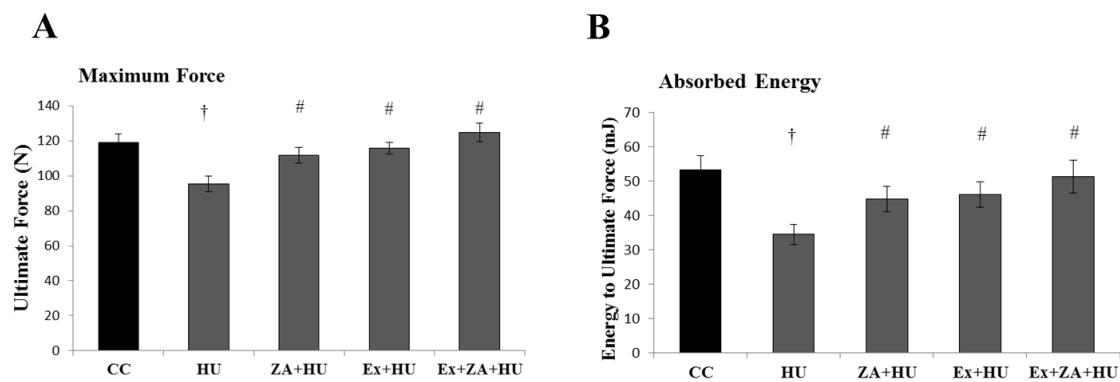 A
Maximum Force
Ultimate Force (N)
140
120
100
80
60
40
20
0
†
#
#
#
CC
HU
ZA+HU
Ex+HU
Ex+ZA+HU
B
Absorbed Energy
Energy to Ultimate Force (mJ)
70
60
50
40
30
20
10
0
†
#
#
#
CC
HU
ZA+HU
Ex+HU
Ex+ZA+HU